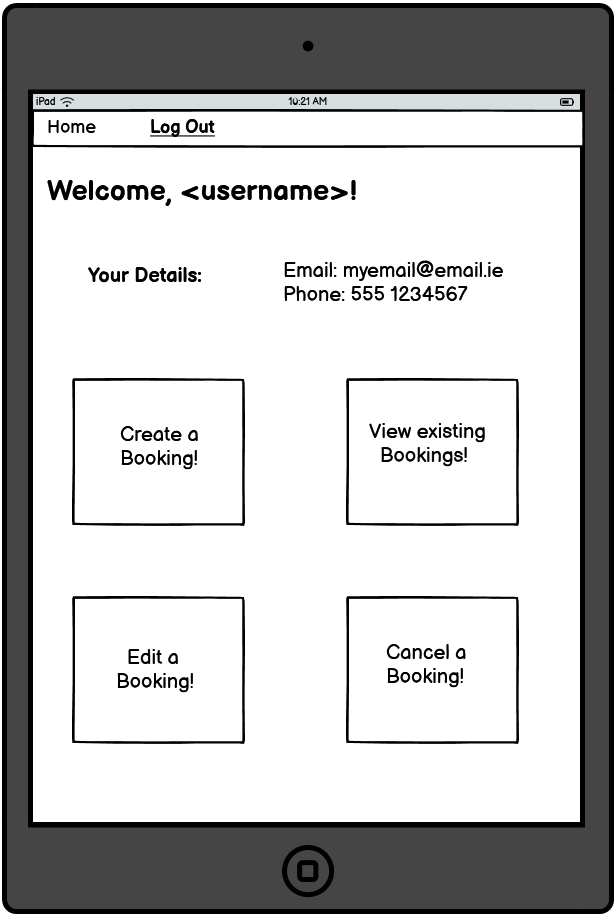 iPad 10:21 AM
Home Log Out
Welcome, <username>!
Your Details:
Email: myemail@email.ie
Phone: 555 1234567
Create a
Booking!
View existing
Bookings!
Edit a
Booking!
Cancel a
Booking!